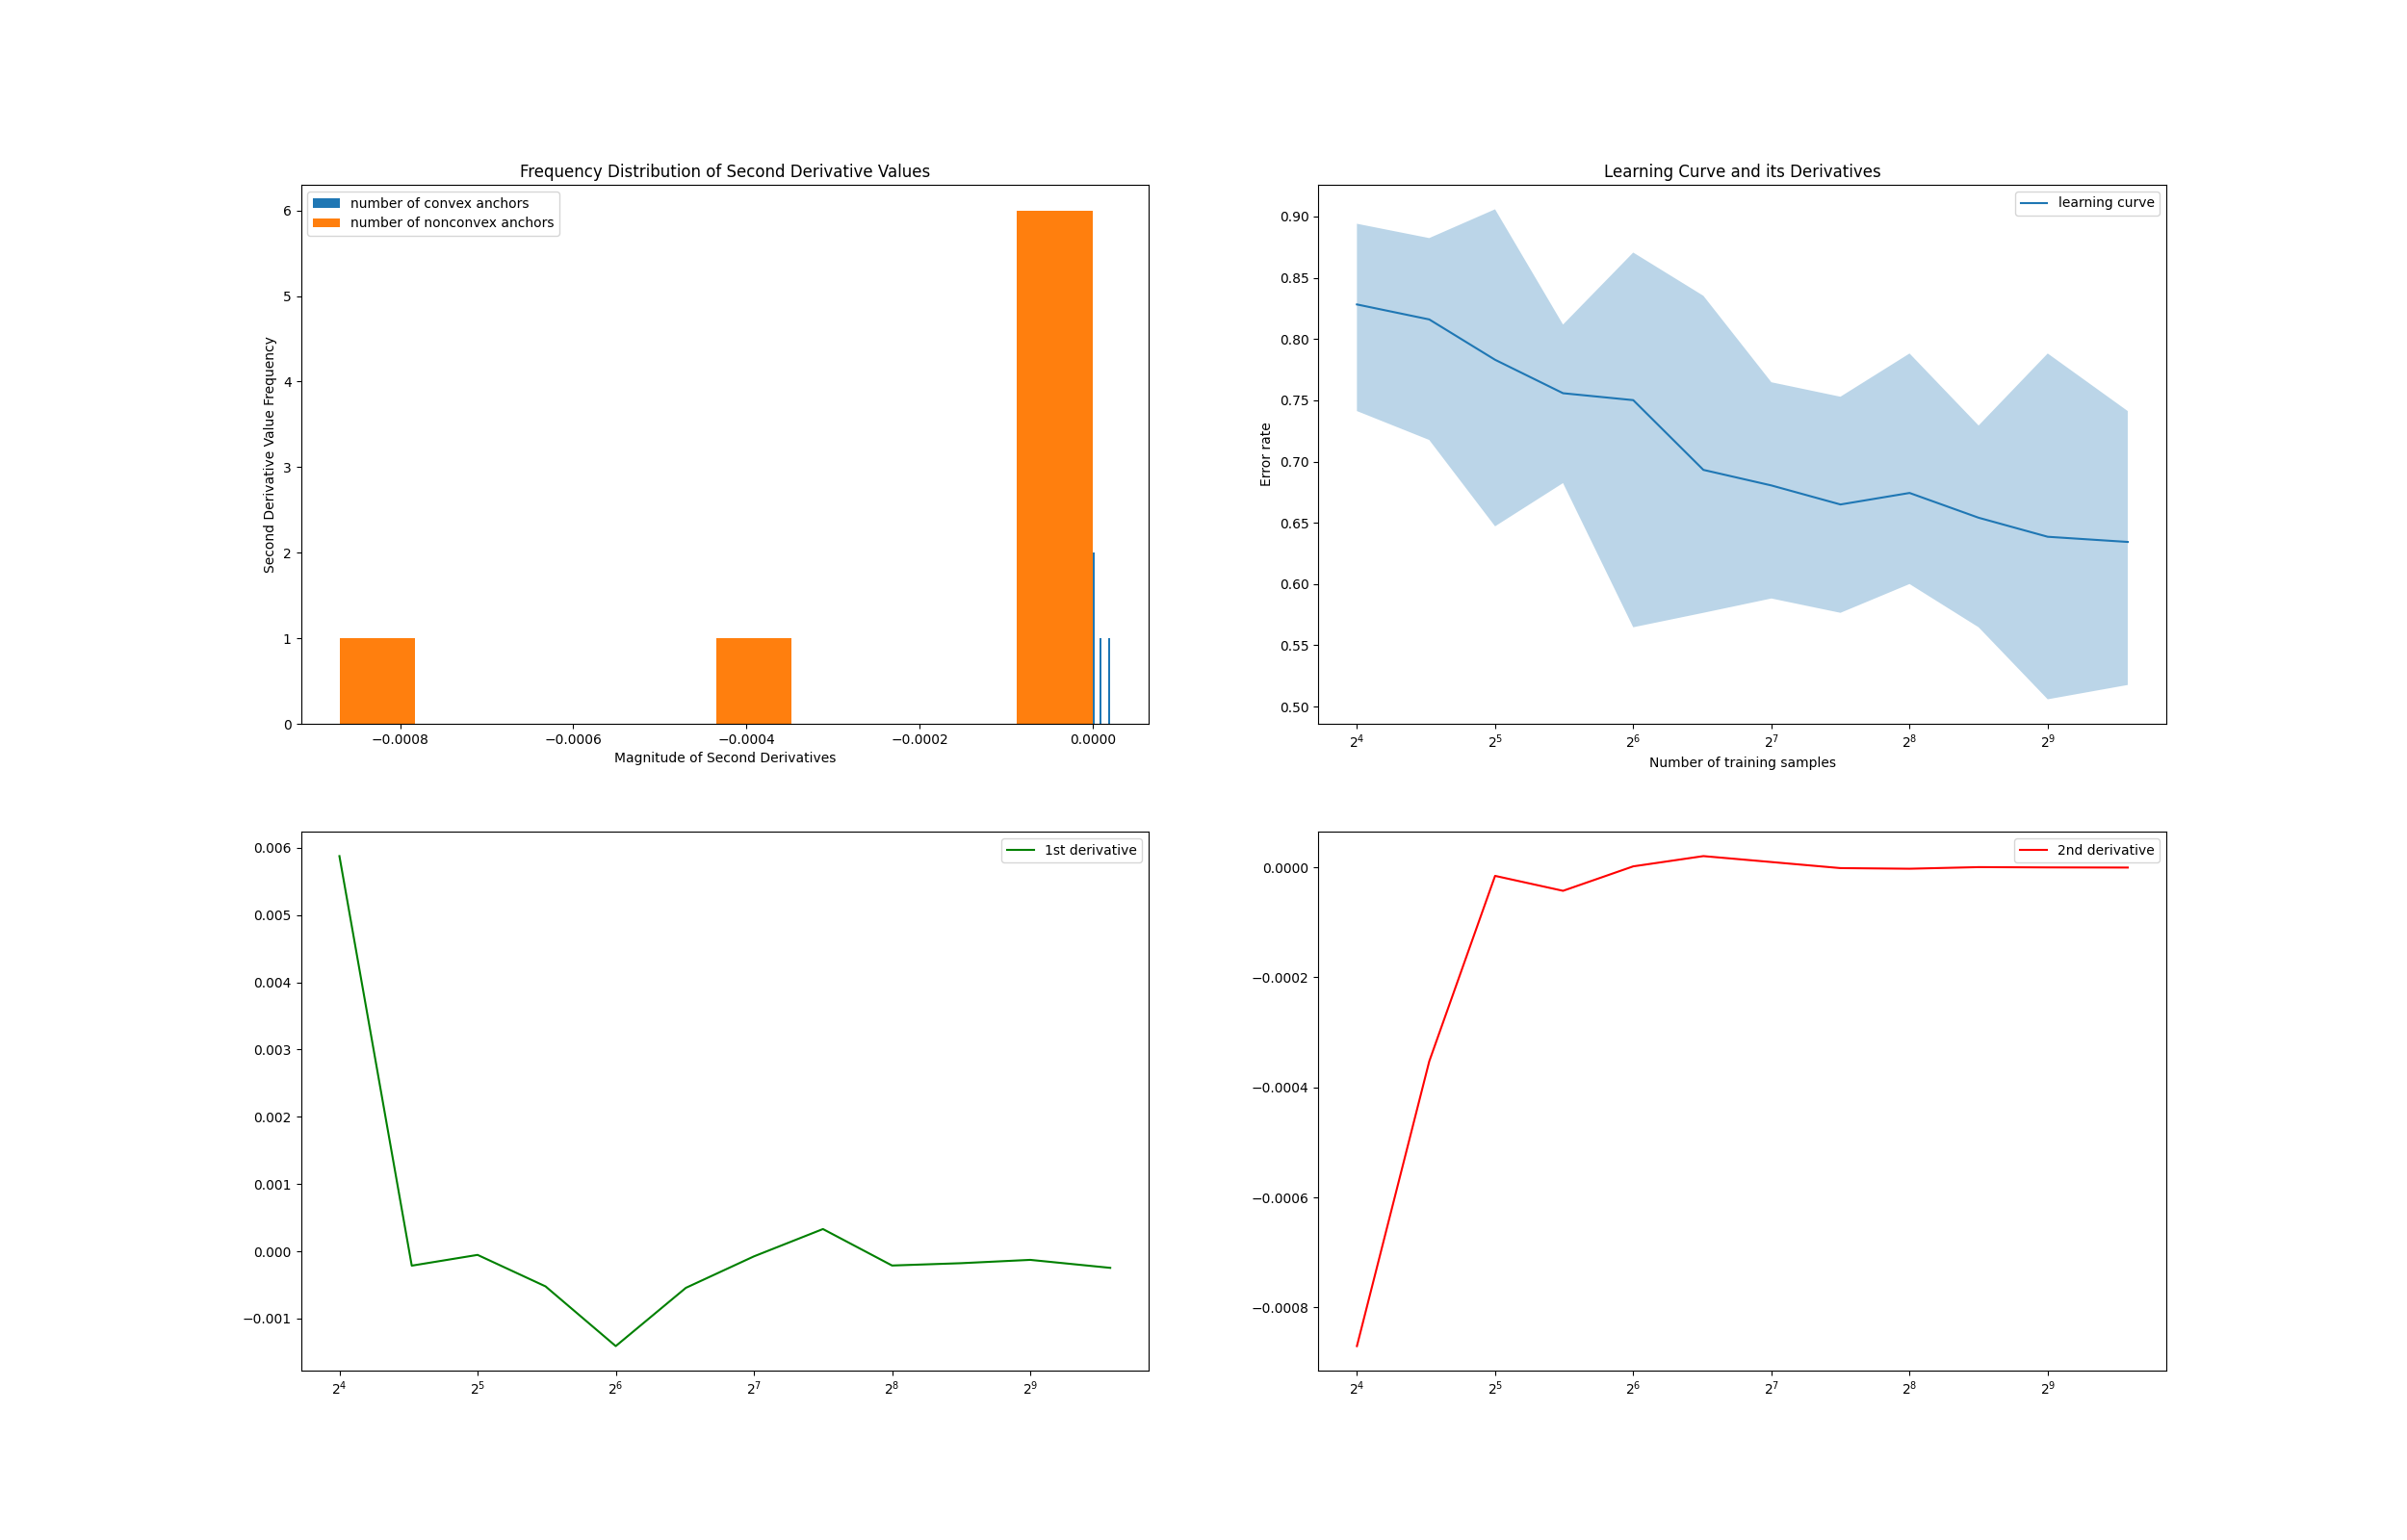 Frequency Distribution of Second Derivative Values
number of convex anchors
number of nonconvex anchors
Second Derivative Value Frequency
6
5
4
3
2
1
0
−0.0008 −0.0006 −0.0004 −0.0002 0.0000
Magnitude of Second Derivatives
Learning Curve and its Derivatives
learning curve
Error rate
0.90
0.85
0.80
0.75
0.70
0.65
0.60
0.55
0.50
2⁴ 2⁵ 2⁶ 2⁷ 2⁸ 2⁹
Number of training samples
1st derivative
0.006
0.005
0.004
0.003
0.002
0.001
0.000
−0.001
2⁴ 2⁵ 2⁶ 2⁷ 2⁸ 2⁹
2nd derivative
0.0000
−0.0002
−0.0004
−0.0006
−0.0008
2⁴ 2⁵ 2⁶ 2⁷ 2⁸ 2⁹